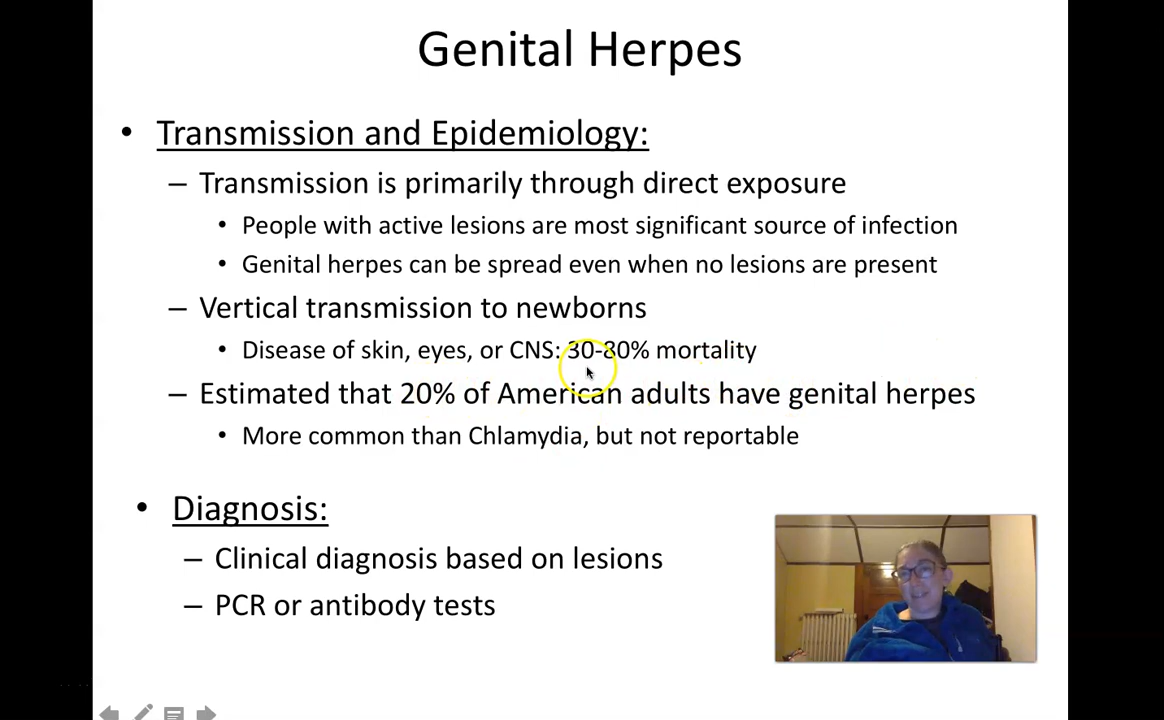 Genital Herpes
• Transmission and Epidemiology:
– Transmission is primarily through direct exposure
• People with active lesions are most significant source of infection
• Genital herpes can be spread even when no lesions are present
– Vertical transmission to newborns
• Disease of skin, eyes, or CNS: 30-80% mortality
– Estimated that 20% of American adults have genital herpes
• More common than Chlamydia, but not reportable
• Diagnosis:
– Clinical diagnosis based on lesions
– PCR or antibody tests